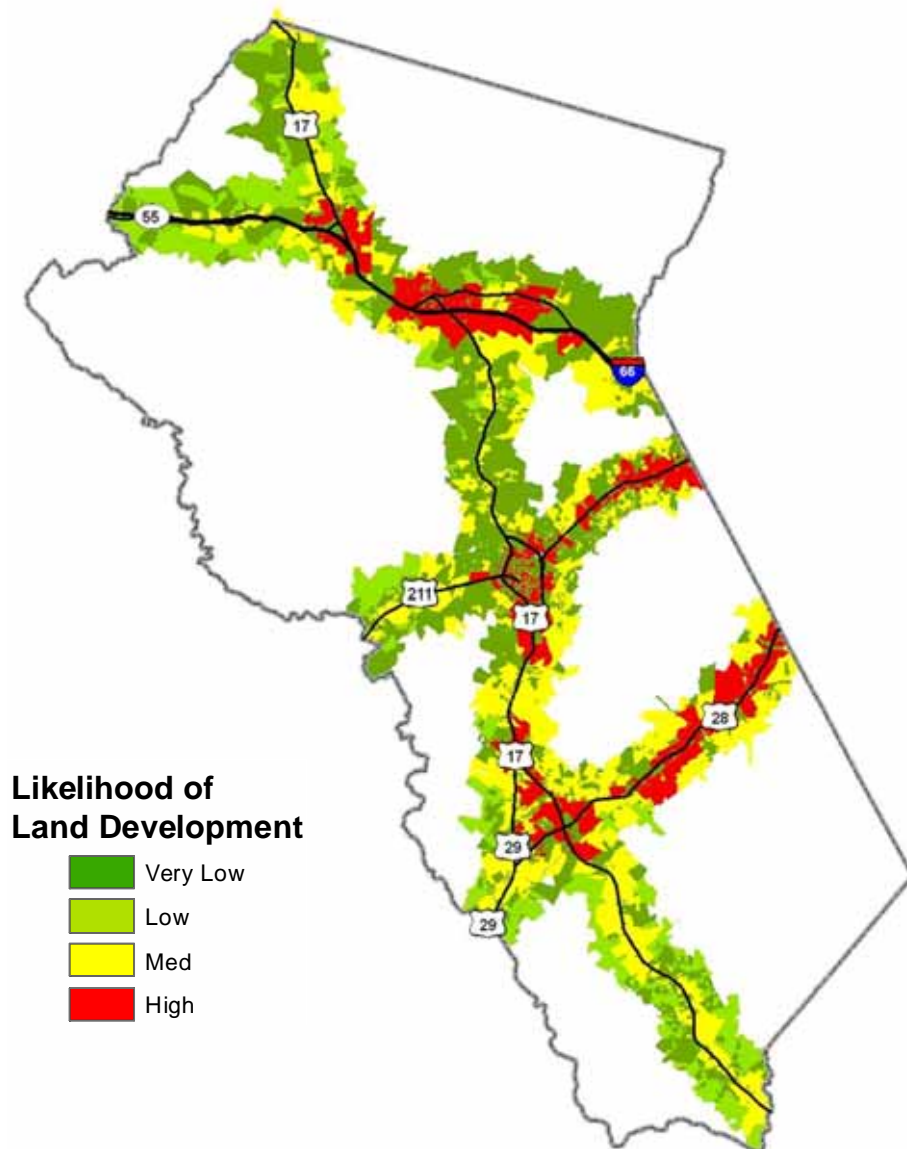 17
55
66
211
17
28
17
29
29
Likelihood of
Land Development
Very Low
Low
Med
High